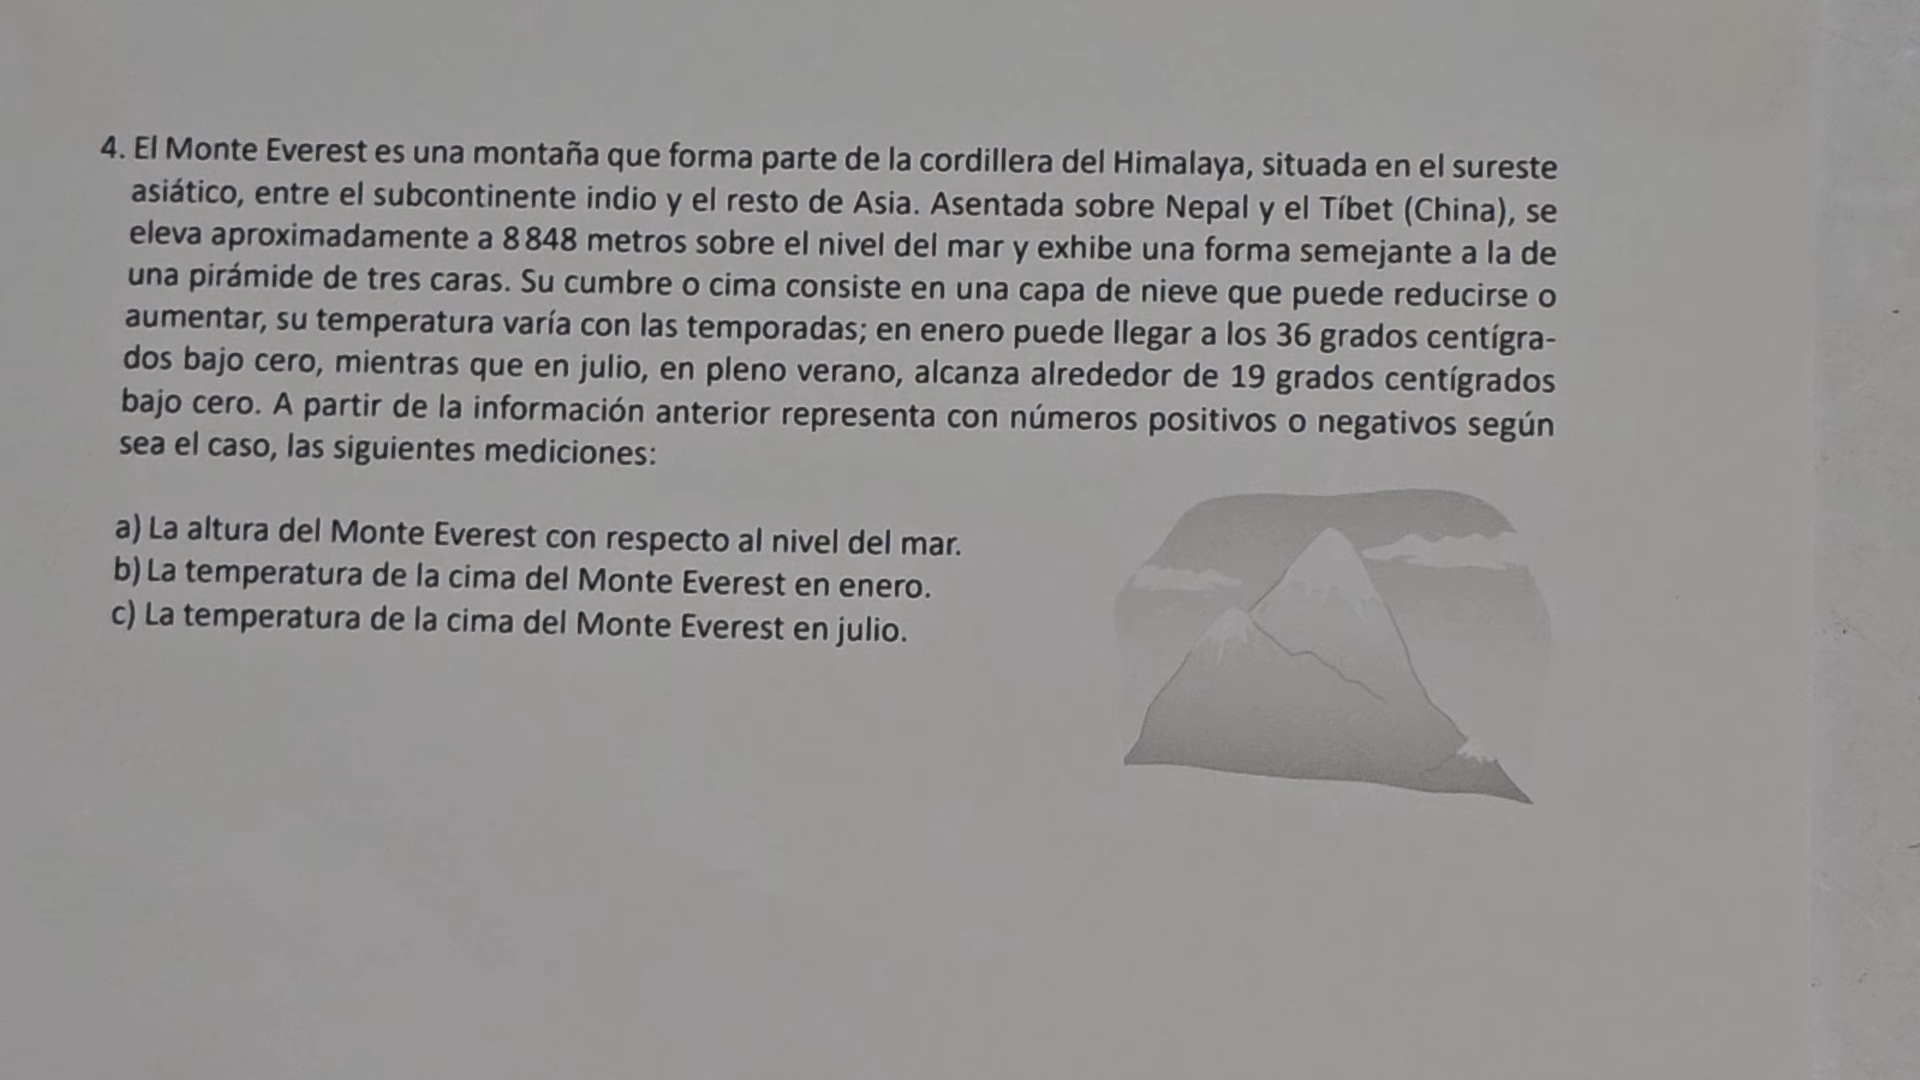 4. El Monte Everest es una montaña que forma parte de la cordillera del Himalaya, situada en el sureste
asiático, entre el subcontinente indio y el resto de Asia. Asentada sobre Nepal y el Tíbet (China), se
eleva aproximadamente a 8 848 metros sobre el nivel del mar y exhibe una forma semejante a la de
una pirámide de tres caras. Su cumbre o cima consiste en una capa de nieve que puede reducirse o
aumentar, su temperatura varía con las temporadas; en enero puede llegar a los 36 grados centígra-
dos bajo cero, mientras que en julio, en pleno verano, alcanza alrededor de 19 grados centígrados
bajo cero. A partir de la información anterior representa con números positivos o negativos según
sea el caso, las siguientes mediciones:
a) La altura del Monte Everest con respecto al nivel del mar.
b) La temperatura de la cima del Monte Everest en enero.
c) La temperatura de la cima del Monte Everest en julio.